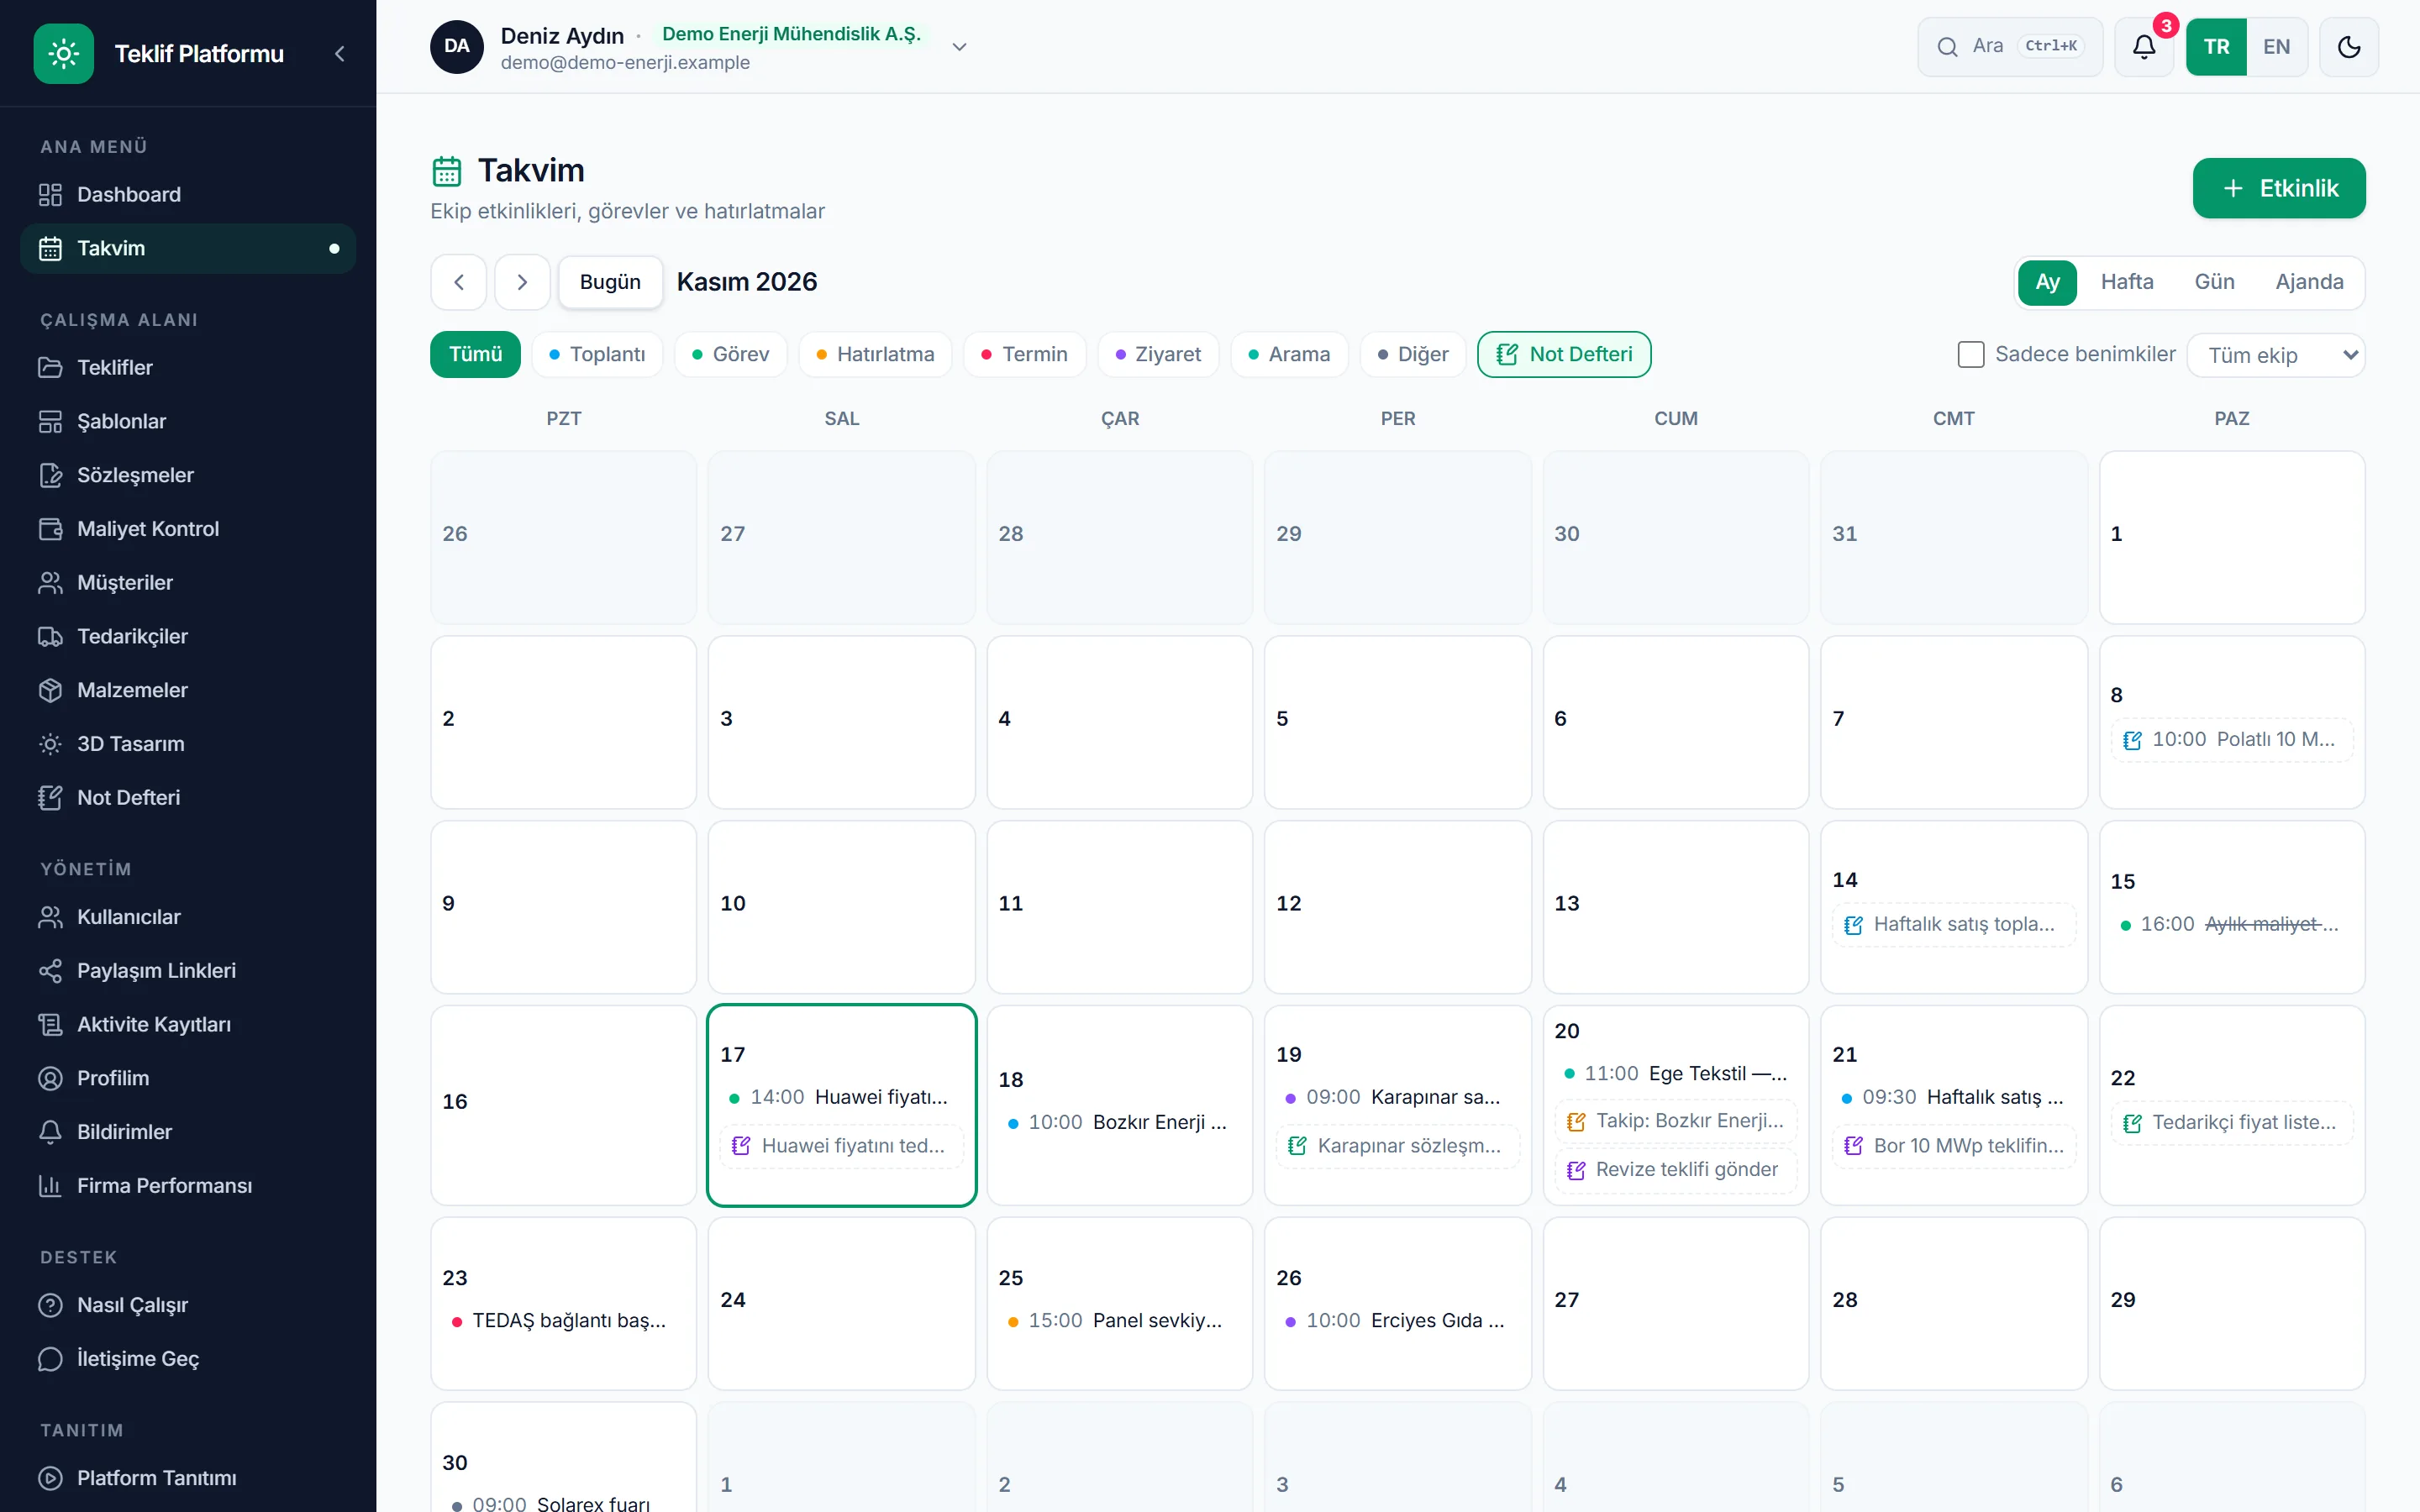 Teklif Platformu
ANA MENÜ
Dashboard
Takvim
ÇALIŞMA ALANI
Teklifler
Şablonlar
Sözleşmeler
Maliyet Kontrol
Müşteriler
Tedarikçiler
Malzemeler
3D Tasarım
Not Defteri
YÖNETİM
Kullanıcılar
Paylaşım Linkleri
Aktivite Kayıtları
Profilim
Bildirimler
Firma Performansı
DESTEK
Nasıl Çalışır
İletişime Geç
TANITIM
Platform Tanıtımı
DA
Deniz Aydın · Demo Enerji Mühendislik A.Ş.
demo@demo-enerji.example
Ara Ctrl+K
3
TR EN
Takvim
Ekip etkinlikleri, görevler ve hatırlatmalar
+ Etkinlik
Bugün Kasım 2026
Ay Hafta Gün Ajanda
Tümü Toplantı Görev Hatırlatma Termin Ziyaret Arama Diğer Not Defteri
Sadece benimkiler Tüm ekip
PZT SAL ÇAR PER CUM CMT PAZ
26 27 28 29 30 31 1
2 3 4 5 6 7 8
10:00 Polatlı 10 M...
9 10 11 12 13 14 15
Haftalık satış topla...
16:00 Aylık maliyet ...
16
17
14:00 Huawei fiyatı...
Huawei fiyatını ted...
18
10:00 Bozkır Enerji ...
19
09:00 Karapınar sa...
Karapınar sözleşm...
20
11:00 Ege Tekstil —...
Takip: Bozkır Enerji...
Revize teklifi gönder
21
09:30 Haftalık satış ...
Bor 10 MWp teklifin...
22
Tedarikçi fiyat liste...
23
TEDAŞ bağlantı baş...
24
25
15:00 Panel sevkiy...
26
10:00 Erciyes Gıda ...
27
28
29
30
09:00 Solarex fuarı
1 2 3 4 5 6